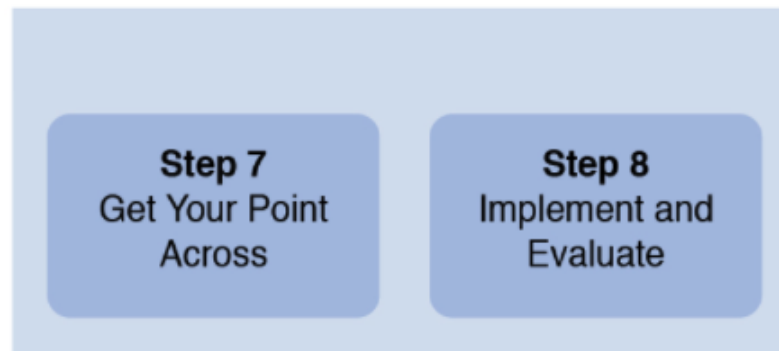 Step 7
Get Your Point
Across
Step 8
Implement and
Evaluate